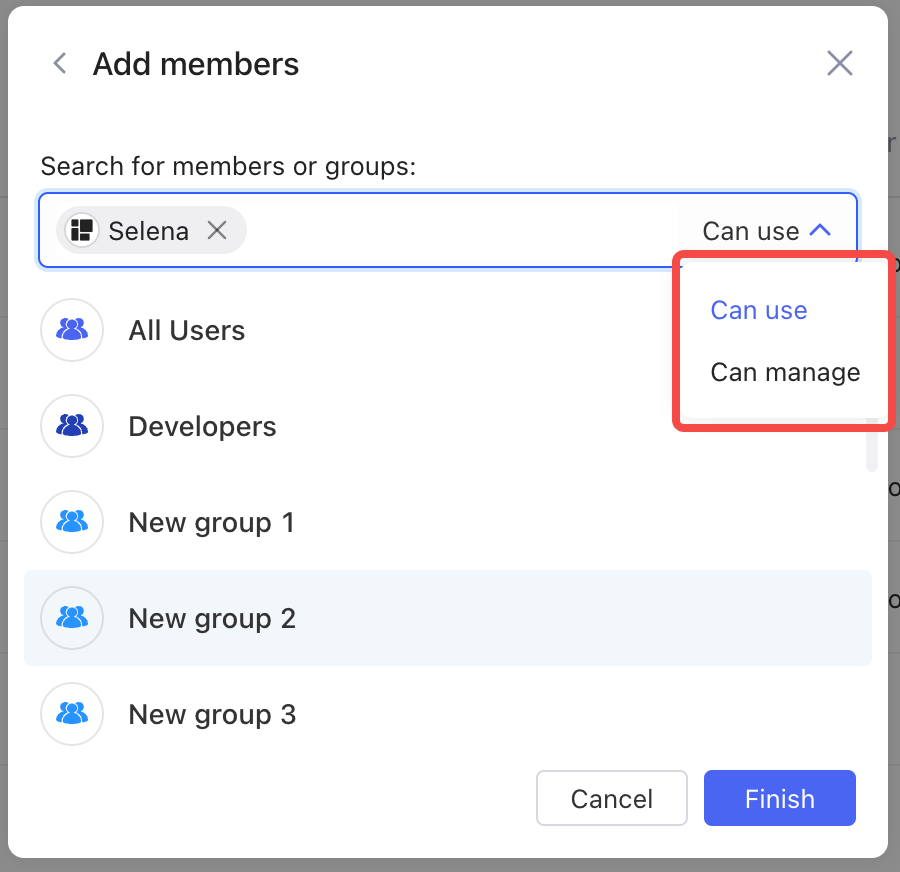 Add members
Search for members or groups:
Selena
Can use
Can use
Can manage
All Users
Developers
New group 1
New group 2
New group 3
Cancel
Finish